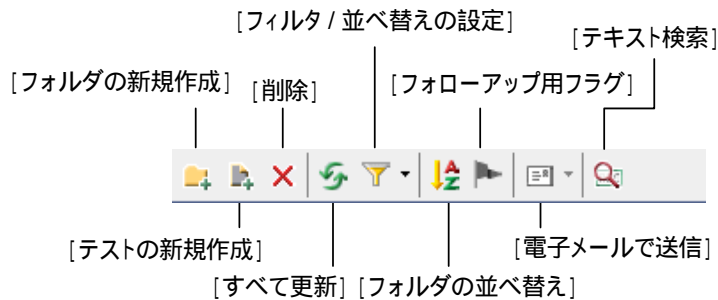 [フィルタ / 並べ替えの設定]
[テキスト検索]
[フォルダの新規作成]
[削除]
[フォローアップ用フラグ]
[テストの新規作成]
[電子メールで送信]
[すべて更新]
[フォルダの並べ替え]